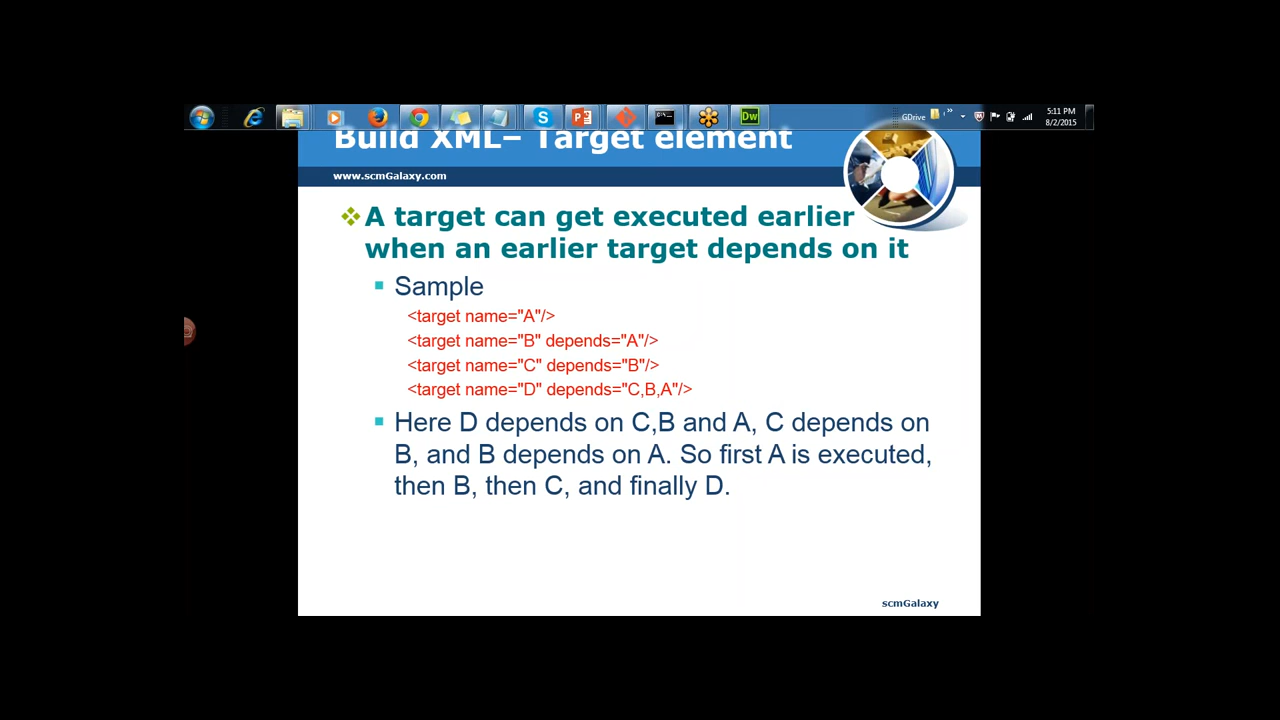 GDrive
»
5:11 PM
8/2/2015
Dw
Build XML– Target element
www.scmGalaxy.com
A target can get executed earlier
when an earlier target depends on it
Sample
<target name="A"/>
<target name="B" depends="A"/>
<target name="C" depends="B"/>
<target name="D" depends="C,B,A"/>
Here D depends on C,B and A, C depends on
B, and B depends on A. So first A is executed,
then B, then C, and finally D.
scmGalaxy